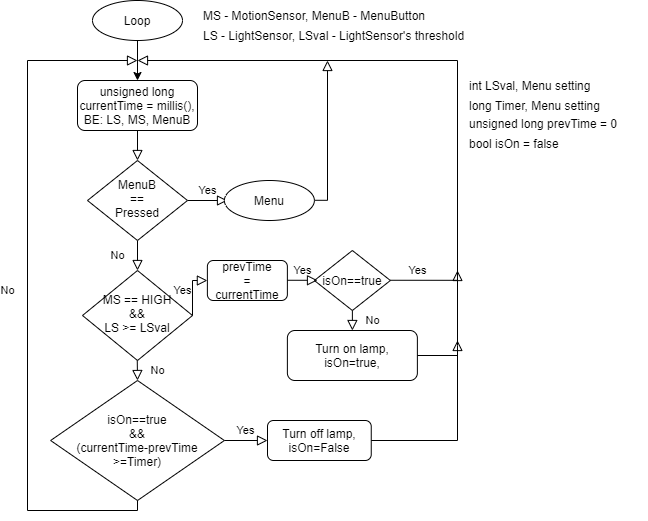 Loop
MS - MotionSensor, MenuB - MenuButton
LS - LightSensor, LSval - LightSensor's threshold
unsigned long
currentTime = millis(),
BE: LS, MS, MenuB
int LSval, Menu setting
long Timer, Menu setting
unsigned long prevTime = 0
bool isOn = false
MenuB
==
Pressed
Yes
Menu
No
MS == HIGH
&&
LS >= LSval
Yes
prevTime
=
currentTime
Yes
isOn==true
Yes
No
No
Turn on lamp,
isOn=true,
No
isOn==true
&&
(currentTime-prevTime
>=Timer)
Yes
Turn off lamp,
isOn=False